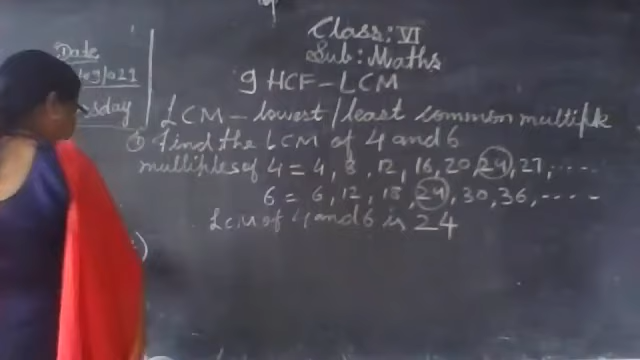 Class: VI
Sub: Maths
Date
9 HCF-LCM
LCM - lowest/least common multiple
① Find the LCM of 4 and 6
multiples of 4 = 4, 8, 12, 16, 20, 24, 27, ....
6 = 6, 12, 18, 24, 30, 36, ....
LCM of 4 and 6 is 24